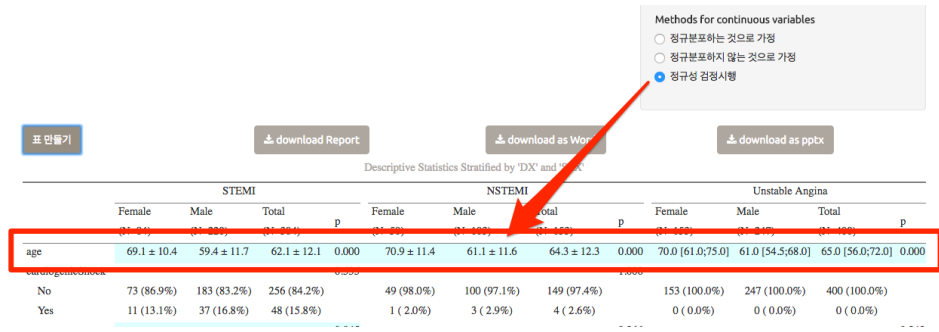 Methods for continuous variables
정규분포하는 것으로 가정
정규분포하지 않는 것으로 가정
정규성 검정시행
표 만들기
download Report
download as
download as pptx
Descriptive Statistics Stratified by 'DX' and
STEMI NSTEMI Unstable Angina
Female Male Total Female Male Total Female Male Total
p p p
age 69.1 ± 10.4 59.4 ± 11.7 62.1 ± 12.1 0.000 70.9 ± 11.4 61.1 ± 11.6 64.3 ± 12.3 0.000 70.0 [61.0;75.0] 61.0 [54.5;68.0] 65.0 [56.0;72.0] 0.000
No 73 (86.9%) 183 (83.2%) 256 (84.2%) 49 (98.0%) 100 (97.1%) 149 (97.4%) 153 (100.0%) 247 (100.0%) 400 (100.0%)
Yes 11 (13.1%) 37 (16.8%) 48 (15.8%) 1 ( 2.0%) 3 ( 2.9%) 4 ( 2.6%) 0 ( 0.0%) 0 ( 0.0%) 0 ( 0.0%)